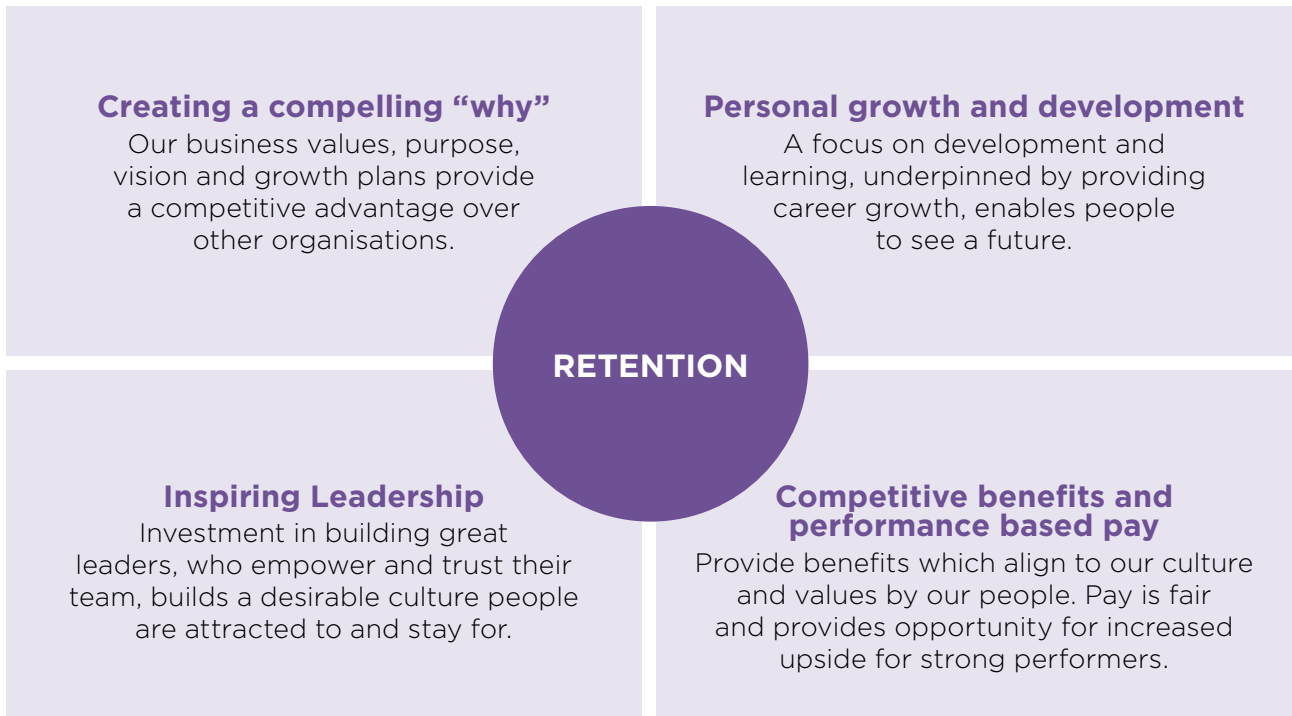 Creating a compelling “why”
Our business values, purpose,
vision and growth plans provide
a competitive advantage over
other organisations.
Personal growth and development
A focus on development and
learning, underpinned by providing
career growth, enables people
to see a future.
RETENTION
Inspiring Leadership
Investment in building great
leaders, who empower and trust their
team, builds a desirable culture people
are attracted to and stay for.
Competitive benefits and
performance based pay
Provide benefits which align to our culture
and values by our people. Pay is fair
and provides opportunity for increased
upside for strong performers.